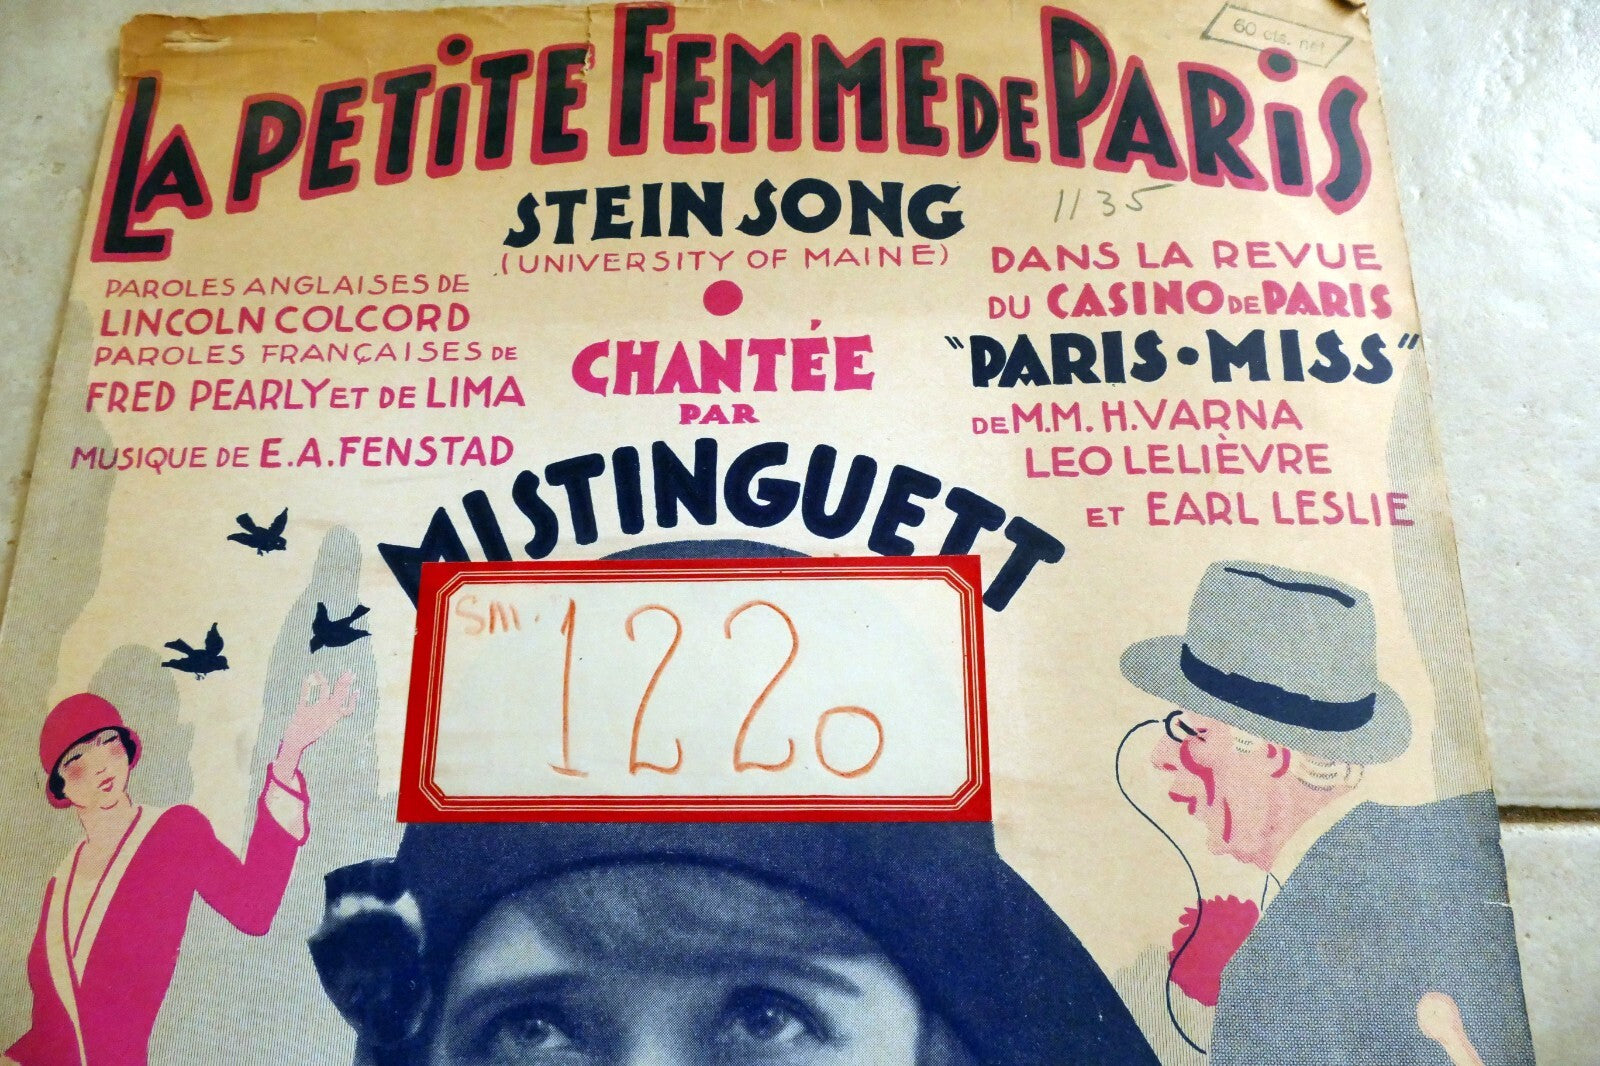 60 cts. net
LA PETITE FEMME DE PARIS
STEIN SONG
(UNIVERSITY OF MAINE)
1135
PAROLES ANGLAISES DE
LINCOLN COLCORD
PAROLES FRANÇAISES DE
FRED PEARLY ET DE LIMA
MUSIQUE DE E.A. FENSTAD
CHANTÉE
PAR
MISTINGUETT
DANS LA REVUE
DU CASINO DE PARIS
"PARIS•MISS"
DE M.M. H. VARNA
LEO LELIÈVRE
ET EARL LESLIE
SM. 1220